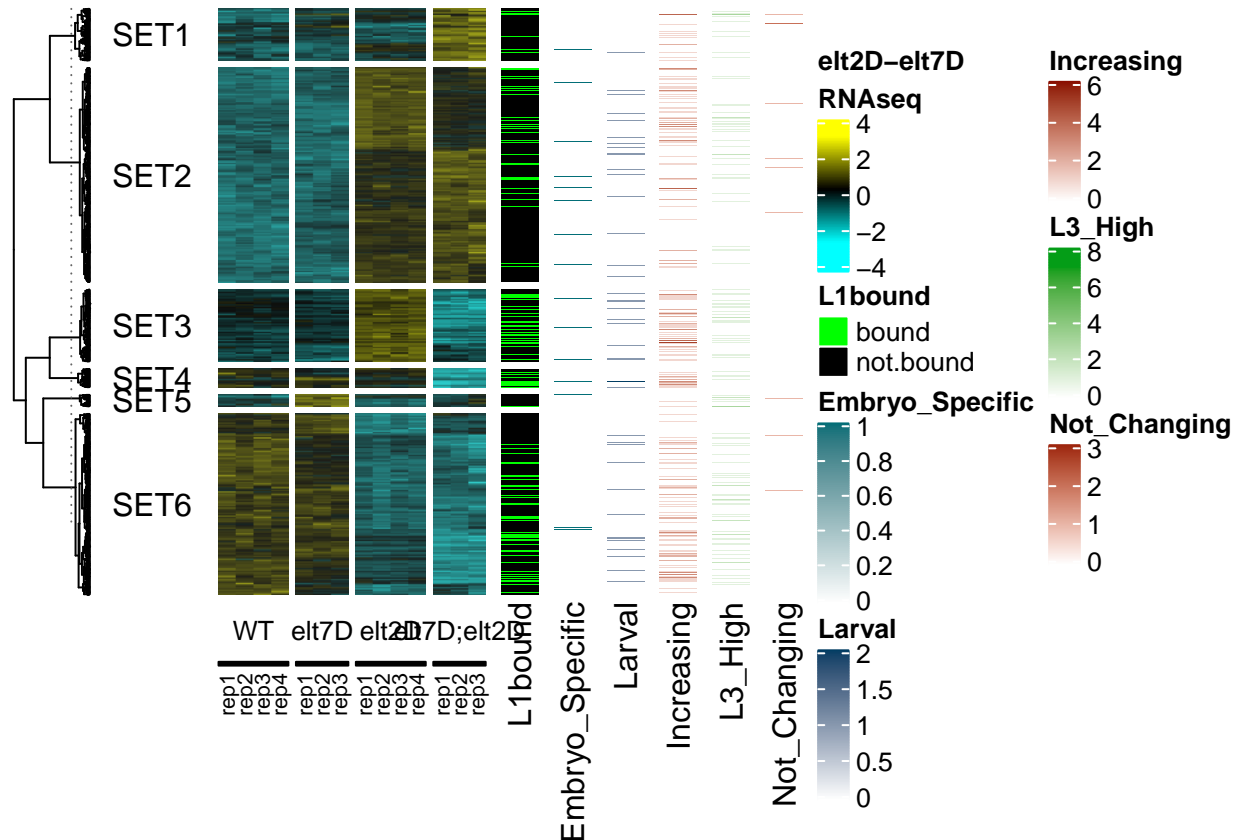 SET1
SET2
SET3
SET4
SET5
SET6
WT
elt7D
elt2D
elt7D;elt2D
rep1
rep2
rep3
rep4
rep1
rep2
rep3
rep1
rep2
rep3
rep4
rep1
rep2
rep3
L1bound
Embryo_Specific
Larval
Increasing
L3_High
Not_Changing
elt2D-elt7D
RNAseq
4
2
0
-2
-4
L1bound
bound
not.bound
Embryo_Specific
1
0.8
0.6
0.4
0.2
0
Larval
2
1.5
1
0.5
0
Increasing
6
4
2
0
L3_High
8
6
4
2
0
Not_Changing
3
2
1
0